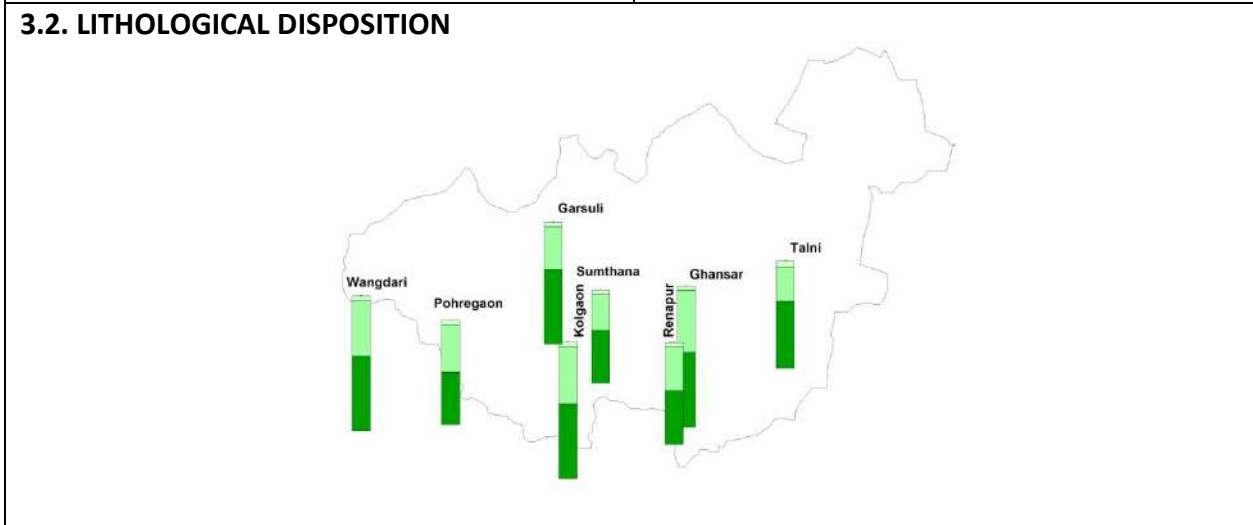 3.2. LITHOLOGICAL DISPOSITION
Garsuli
Talni
Sumthana
Ghansar
Wangdari
Kolgaon
Renapur
Pohregaon